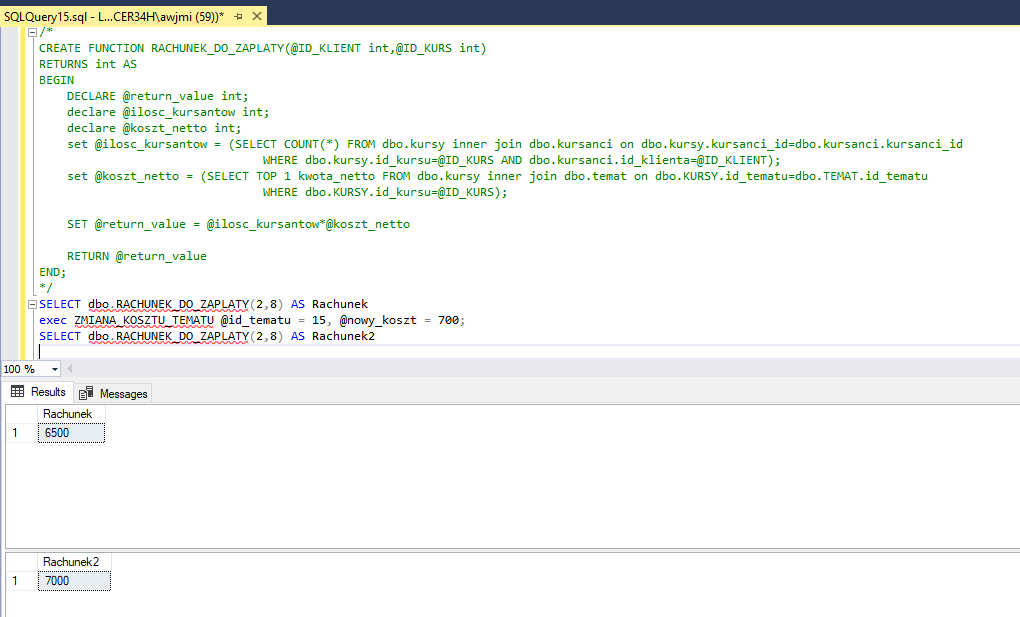 SQLQuery15.sql - L...CER34H\awjmi (59))*
/*
CREATE FUNCTION RACHUNEK_DO_ZAPLATY(@ID_KLIENT int,@ID_KURS int)
RETURNS int AS
BEGIN
DECLARE @return_value int;
declare @ilosc_kursantow int;
declare @koszt_netto int;
set @ilosc_kursantow = (SELECT COUNT(*) FROM dbo.kursy inner join dbo.kursanci on dbo.kursy.kursanci_id=dbo.kursanci.kursanci_id
WHERE dbo.kursy.id_kursu=@ID_KURS AND dbo.kursanci.id_klienta=@ID_KLIENT);
set @koszt_netto = (SELECT TOP 1 kwota_netto FROM dbo.kursy inner join dbo.temat on dbo.KURSY.id_tematu=dbo.TEMAT.id_tematu
WHERE dbo.KURSY.id_kursu=@ID_KURS);
SET @return_value = @ilosc_kursantow*@koszt_netto
RETURN @return_value
END;
*/
SELECT dbo.RACHUNEK_DO_ZAPLATY(2,8) AS Rachunek
exec ZMIANA_KOSZTU_TEMATU @id_tematu = 15, @nowy_koszt = 700;
SELECT dbo.RACHUNEK_DO_ZAPLATY(2,8) AS Rachunek2
100 %
Results Messages
Rachunek
1 6500
Rachunek2
1 7000